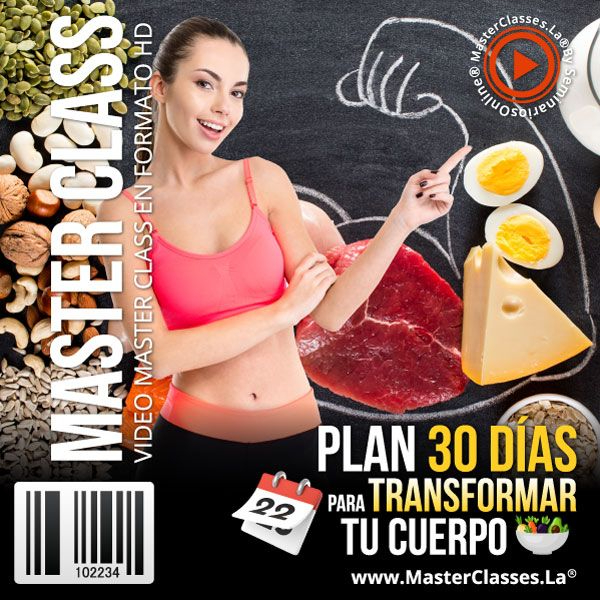 MASTER CLASS
VIDEO MASTER CLASS EN FORMATO HD
MasterClasses.La®By SeminariosOnline®
PLAN 30 DÍAS
PARA TRANSFORMAR
TU CUERPO
22
102234
www.MasterClasses.La®